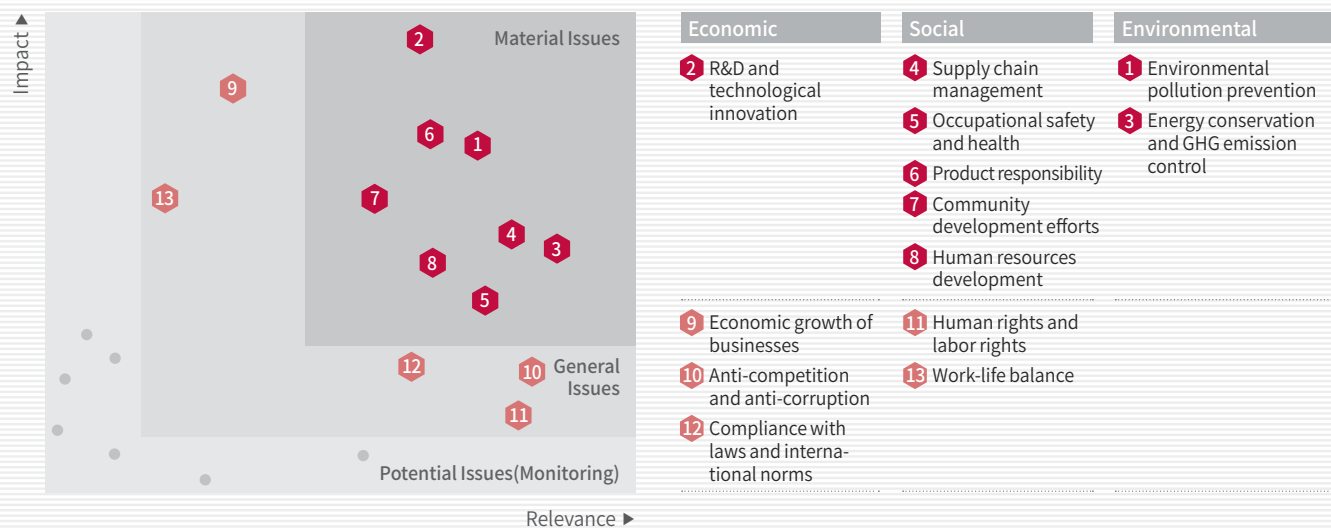 Impact ▲
Material Issues
2
9
6
1
13
7
4
3
8
5
12
10
General
Issues
11
Potential Issues(Monitoring)
Relevance ▶
Economic
2 R&D and
technological
innovation
9 Economic growth of
businesses
10 Anti-competition
and anti-corruption
12 Compliance with
laws and interna-
tional norms
Social
4 Supply chain
management
5 Occupational safety
and health
6 Product responsibility
7 Community
development efforts
8 Human resources
development
11 Human rights and
labor rights
13 Work-life balance
Environmental
1 Environmental
pollution prevention
3 Energy conservation
and GHG emission
control